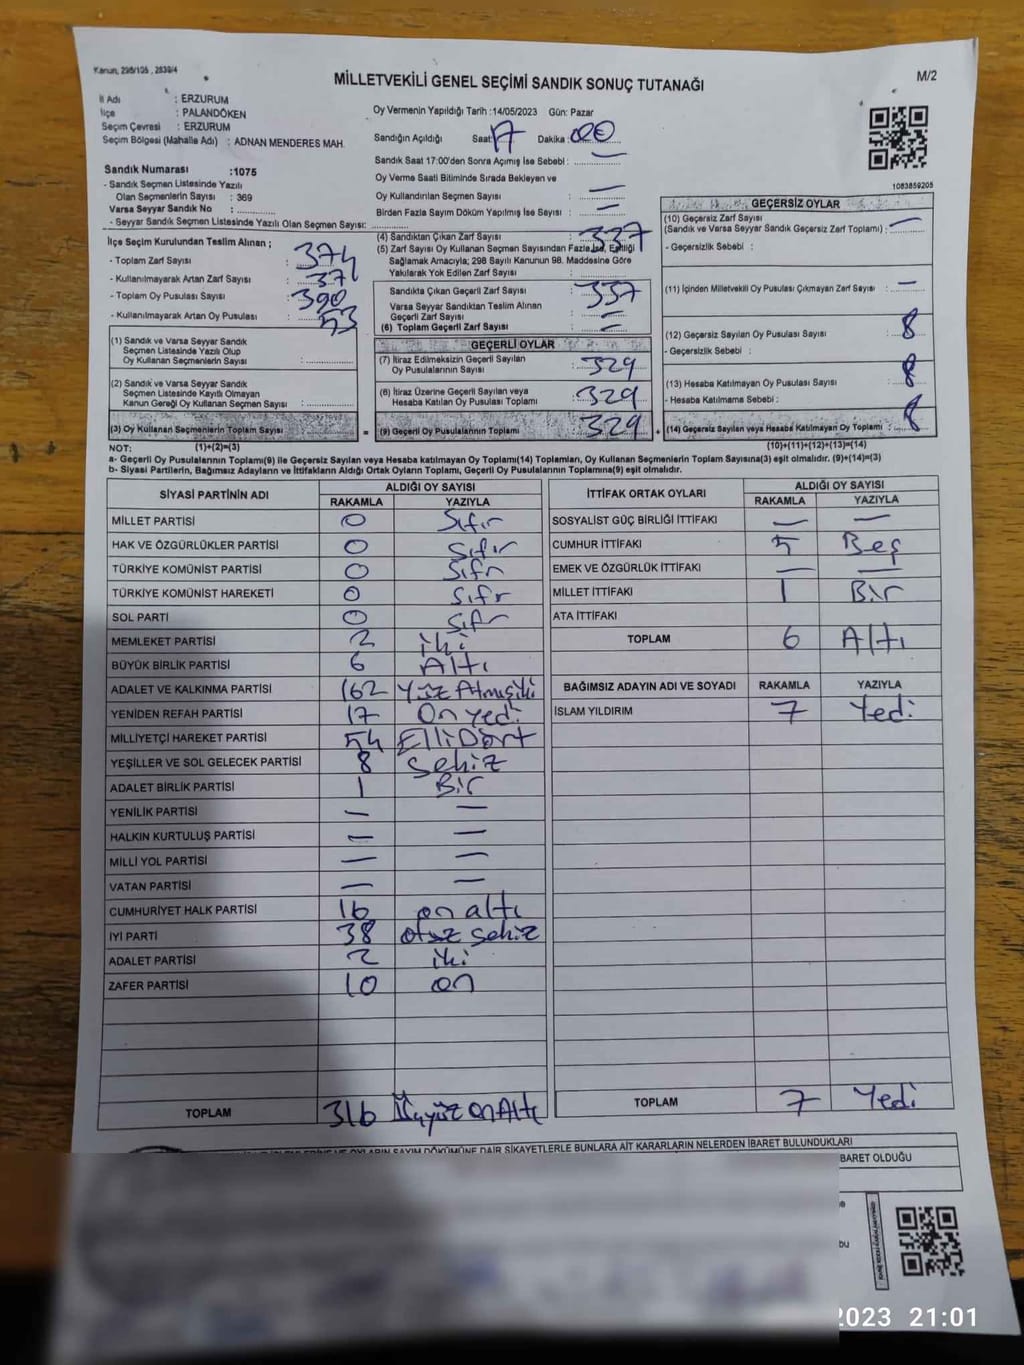 Kanun, 298/105, 2839/4
MİLLETVEKİLİ GENEL SEÇİMİ SANDIK SONUÇ TUTANAĞI
M/2
İl Adı : ERZURUM
İlçe : PALANDÖKEN
Seçim Çevresi : ERZURUM
Seçim Bölgesi (Mahalle Adı) : ADNAN MENDERES MAH.
Oy Vermenin Yapıldığı Tarih :14/05/2023 Gün: Pazar
Sandığın Açıldığı Saat 17 Dakika : 00
Sandık Saat 17:00'den Sonra Açımış İse Sebebi : —
Oy Verme Saati Bitiminde Sırada Bekleyen ve
Oy Kullandırılan Seçmen Sayısı : —
Birden Fazla Sayım Döküm Yapılmış İse Sayısı : —
Sandık Numarası :1075
- Sandık Seçmen Listesinde Yazılı
Olan Seçmenlerin Sayısı : 369
Varsa Seyyar Sandık No :
- Seyyar Sandık Seçmen Listesinde Yazılı Olan Seçmen Sayısı:
1083859205
İlçe Seçim Kurulundan Teslim Alınan ;
- Toplam Zarf Sayısı : 374
- Kullanılmayarak Artan Zarf Sayısı : 37
- Toplam Oy Pusulası Sayısı : 390
- Kullanılmayarak Artan Oy Pusulası : 53
(1) Sandık ve Varsa Seyyar Sandık
Seçmen Listesinde Yazılı Olup
Oy Kullanan Seçmenlerin Sayısı :
(2) Sandık ve Varsa Seyyar Sandık
Seçmen Listesinde Kayıtlı Olmayan
Kanun Gereği Oy Kullanan Seçmen Sayısı :
(3) Oy Kullanan Seçmenlerin Toplam Sayısı =
(1)+(2)=(3)
(4) Sandıktan Çıkan Zarf Sayısı : 337
(5) Zarf Sayısı Oy Kullanan Seçmen Sayısından Fazla İse, Eşitliği
Sağlamak Amacıyla; 298 Sayılı Kanunun 98. Maddesine Göre
Yakılarak Yok Edilen Zarf Sayısı :
Sandıkta Çıkan Geçerli Zarf Sayısı : 337
Varsa Seyyar Sandıktan Teslim Alınan
Geçerli Zarf Sayısı : —
(6) Toplam Geçerli Zarf Sayısı : —
GEÇERLİ OYLAR
(7) İtiraz Edilmeksizin Geçerli Sayılan
Oy Pusulalarının Sayısı : 329
(8) İtiraz Üzerine Geçerli Sayılan veya
Hesaba Katılan Oy Pusulası Toplamı : 329
(9) Geçerli Oy Pusulalarının Toplamı : 329 +
GEÇERSİZ OYLAR
(10) Geçersiz Zarf Sayısı
(Sandık ve Varsa Seyyar Sandık Geçersiz Zarf Toplamı) : —
- Geçersizlik Sebebi :
(11) İçinden Milletvekili Oy Pusulası Çıkmayan Zarf Sayısı : —
(12) Geçersiz Sayılan Oy Pusulası Sayısı : 8
- Geçersizlik Sebebi :
(13) Hesaba Katılmayan Oy Pusulası Sayısı : 8
- Hesaba Katılmama Sebebi :
(14) Geçersiz Sayılan veya Hesaba Katılmayan Oy Toplamı : 8
(10)+(11)+(12)+(13)=(14)
NOT:
a- Geçerli Oy Pusulaları Toplamı(9) ile Geçersiz Sayılan veya Hesaba katılmayan Oy Toplamı(14) Toplamları, Oy Kullanan Seçmenlerin Toplam Sayısına(3) eşit olmalıdır. (9)+(14)=(3)
b- Siyasi Partilerin, Bağımsız Adayların ve İttifakların Aldığı Ortak Oyların Toplamı, Geçerli Oy Pusulalarının Toplamına(9) eşit olmalıdır.
SİYASİ PARTİNİN ADI ALDIĞI OY SAYISI
RAKAMLA YAZIYLA
MİLLET PARTİSİ 0 Sıfır
HAK VE ÖZGÜRLÜKLER PARTİSİ 0 Sıfır
TÜRKİYE KOMÜNİST PARTİSİ 0 Sıfır
TÜRKİYE KOMÜNİST HAREKETİ 0 Sıfır
SOL PARTİ 0 Sıfır
MEMLEKET PARTİSİ 2 iki
BÜYÜK BİRLİK PARTİSİ 6 Altı
ADALET VE KALKINMA PARTİSİ 162 Yüz Atmışiki
YENİDEN REFAH PARTİSİ 17 On yedi
MİLLİYETÇİ HAREKET PARTİSİ 54 ElliDört
YEŞİLLER VE SOL GELECEK PARTİSİ 8 Sekiz
ADALET BİRLİK PARTİSİ 1 Bir
YENİLİK PARTİSİ — —
HALKIN KURTULUŞ PARTİSİ — —
MİLLİ YOL PARTİSİ — —
VATAN PARTİSİ — —
CUMHURİYET HALK PARTİSİ 16 on altı
İYİ PARTİ 38 otuz sekiz
ADALET PARTİSİ 2 iki
ZAFER PARTİSİ 10 on
TOPLAM 316 Üçyüz onAltı
İTTİFAK ORTAK OYLARI ALDIĞI OY SAYISI
RAKAMLA YAZIYLA
SOSYALİST GÜÇ BİRLİĞİ İTTİFAKI — —
CUMHUR İTTİFAKI 5 Beş
EMEK VE ÖZGÜRLÜK İTTİFAKI — —
MİLLET İTTİFAKI 1 Bir
ATA İTTİFAKI
TOPLAM 6 Altı
BAĞIMSIZ ADAYIN ADI VE SOYADI RAKAMLA YAZIYLA
İSLAM YILDIRIM 7 Yedi
TOPLAM 7 Yedi
OYLARIN SAYIM DÖKÜMÜNE DAİR ŞİKAYETLERLE BUNLARA AİT KARARLARIN NELERDEN İBARET BULUNDUKLARI
BARET OLDUĞU
2023 21:01